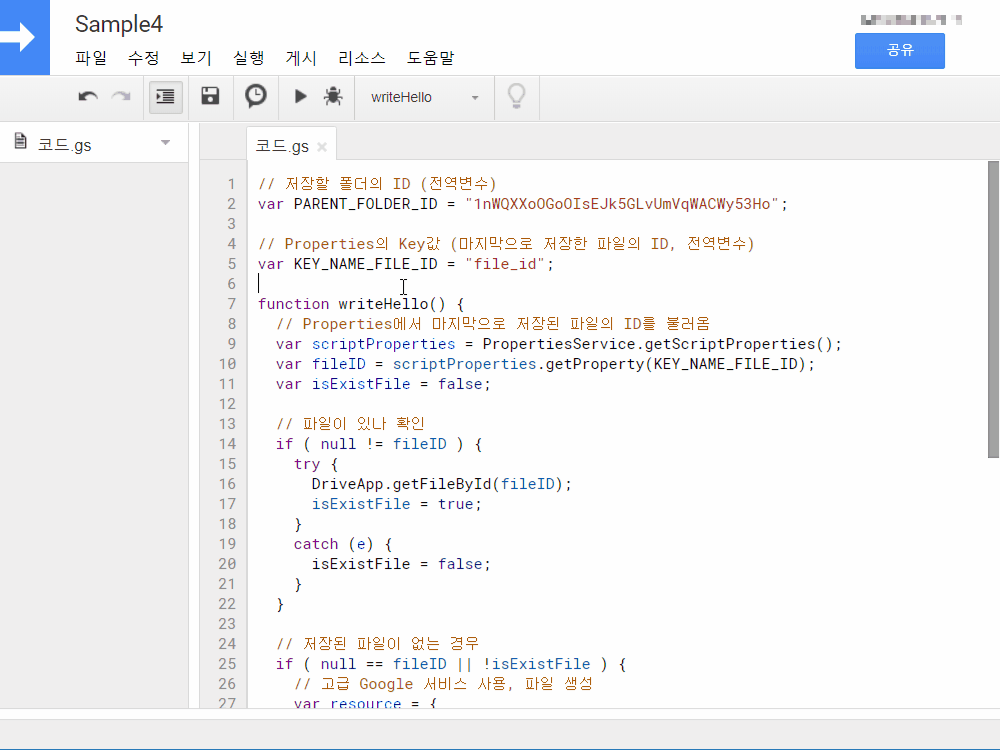 Sample4
파일 수정 보기 실행 게시 리소스 도움말
공유
writeHello
코드.gs
코드.gs ×
1 // 저장할 폴더의 ID (전역변수)
2 var PARENT_FOLDER_ID = "1nWQXXoOGoOIsEJk5GLvUmVqWACWy53Ho";
3
4 // Properties의 Key값 (마지막으로 저장한 파일의 ID, 전역변수)
5 var KEY_NAME_FILE_ID = "file_id";
6
7 function writeHello() {
8 // Properties에서 마지막으로 저장된 파일의 ID를 불러옴
9 var scriptProperties = PropertiesService.getScriptProperties();
10 var fileID = scriptProperties.getProperty(KEY_NAME_FILE_ID);
11 var isExistFile = false;
12
13 // 파일이 있나 확인
14 if ( null != fileID ) {
15 try {
16 DriveApp.getFileById(fileID);
17 isExistFile = true;
18 }
19 catch (e) {
20 isExistFile = false;
21 }
22 }
23
24 // 저장된 파일이 없는 경우
25 if ( null == fileID || !isExistFile ) {
26 // 고급 Google 서비스 사용, 파일 생성
27 var resource = {